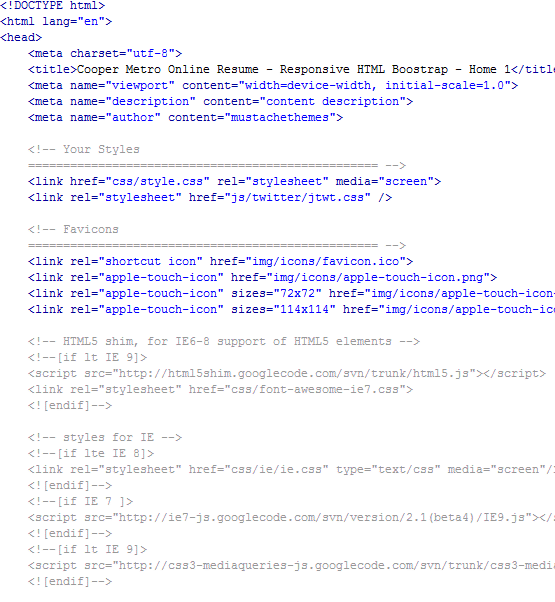 <!DOCTYPE html>
<html lang="en">
<head>
<meta charset="utf-8">
<title>Cooper Metro Online Resume - Responsive HTML Boostrap - Home 1</title
<meta name="viewport" content="width=device-width, initial-scale=1.0">
<meta name="description" content="content description">
<meta name="author" content="mustachethemes">
<!-- Your Styles
================================================== -->
<link href="css/style.css" rel="stylesheet" media="screen">
<link rel="stylesheet" href="js/twitter/jtwt.css" />
<!-- Favicons
================================================== -->
<link rel="shortcut icon" href="img/icons/favicon.ico">
<link rel="apple-touch-icon" href="img/icons/apple-touch-icon.png">
<link rel="apple-touch-icon" sizes="72x72" href="img/icons/apple-touch-icon-
<link rel="apple-touch-icon" sizes="114x114" href="img/icons/apple-touch-ico
<!-- HTML5 shim, for IE6-8 support of HTML5 elements -->
<!--[if lt IE 9]>
<script src="http://html5shim.googlecode.com/svn/trunk/html5.js"></script>
<link rel="stylesheet" href="css/font-awesome-ie7.css">
<![endif]-->
<!-- styles for IE -->
<!--[if lte IE 8]>
<link rel="stylesheet" href="css/ie/ie.css" type="text/css" media="screen"/>
<![endif]-->
<!--[if IE 7 ]>
<script src="http://ie7-js.googlecode.com/svn/version/2.1(beta4)/IE9.js"></s
<![endif]-->
<!--[if lt IE 9]>
<script src="http://css3-mediaqueries-js.googlecode.com/svn/trunk/css3-media
<![endif]-->